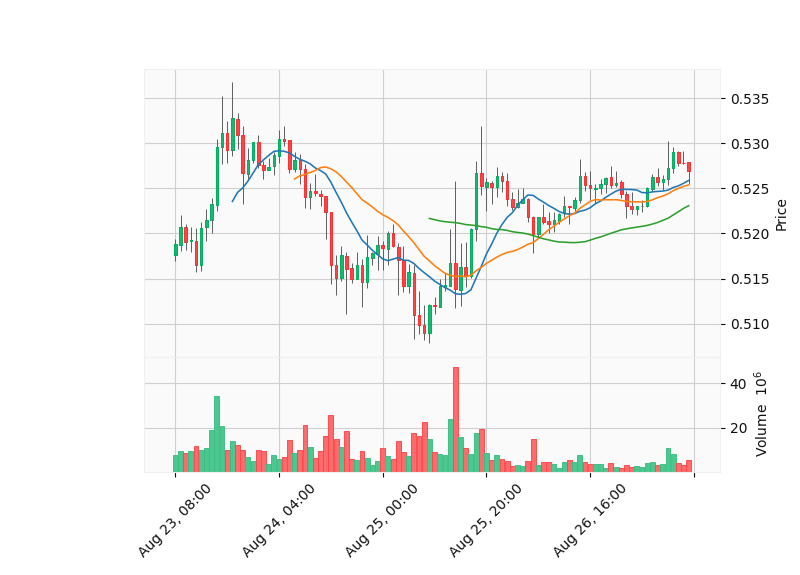 0.535
0.530
0.525
0.520
0.515
0.510
Price
40
20
Volume 10^6
Aug 23, 08:00
Aug 24, 04:00
Aug 25, 00:00
Aug 25, 20:00
Aug 26, 16:00